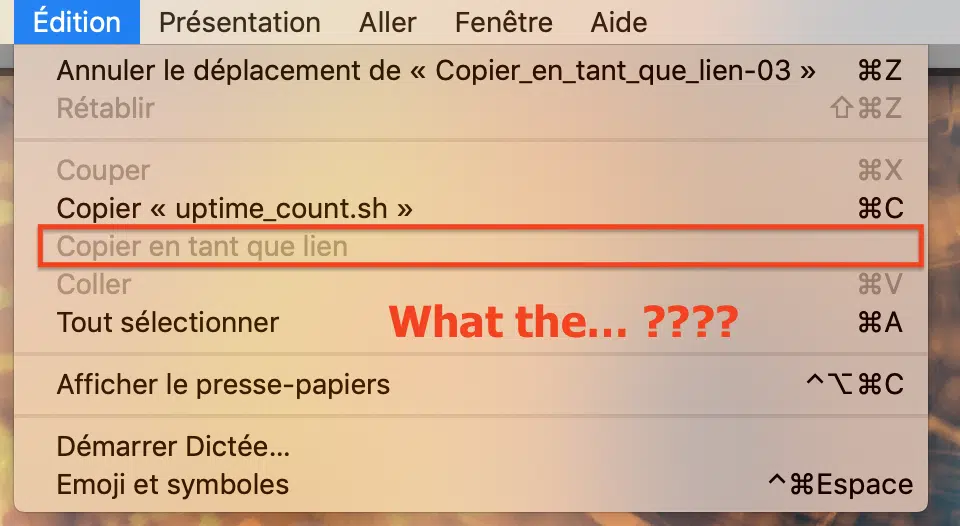 Édition Présentation Aller Fenêtre Aide
Annuler le déplacement de « Copier_en_tant_que_lien-03 » ⌘Z
Rétablir ⇧⌘Z
Couper ⌘X
Copier « uptime_count.sh » ⌘C
Copier en tant que lien
Coller ⌘V
Tout sélectionner ⌘A
What the... ????
Afficher le presse-papiers ^⌥⌘C
Démarrer Dictée...
Emoji et symboles ^⌘Espace